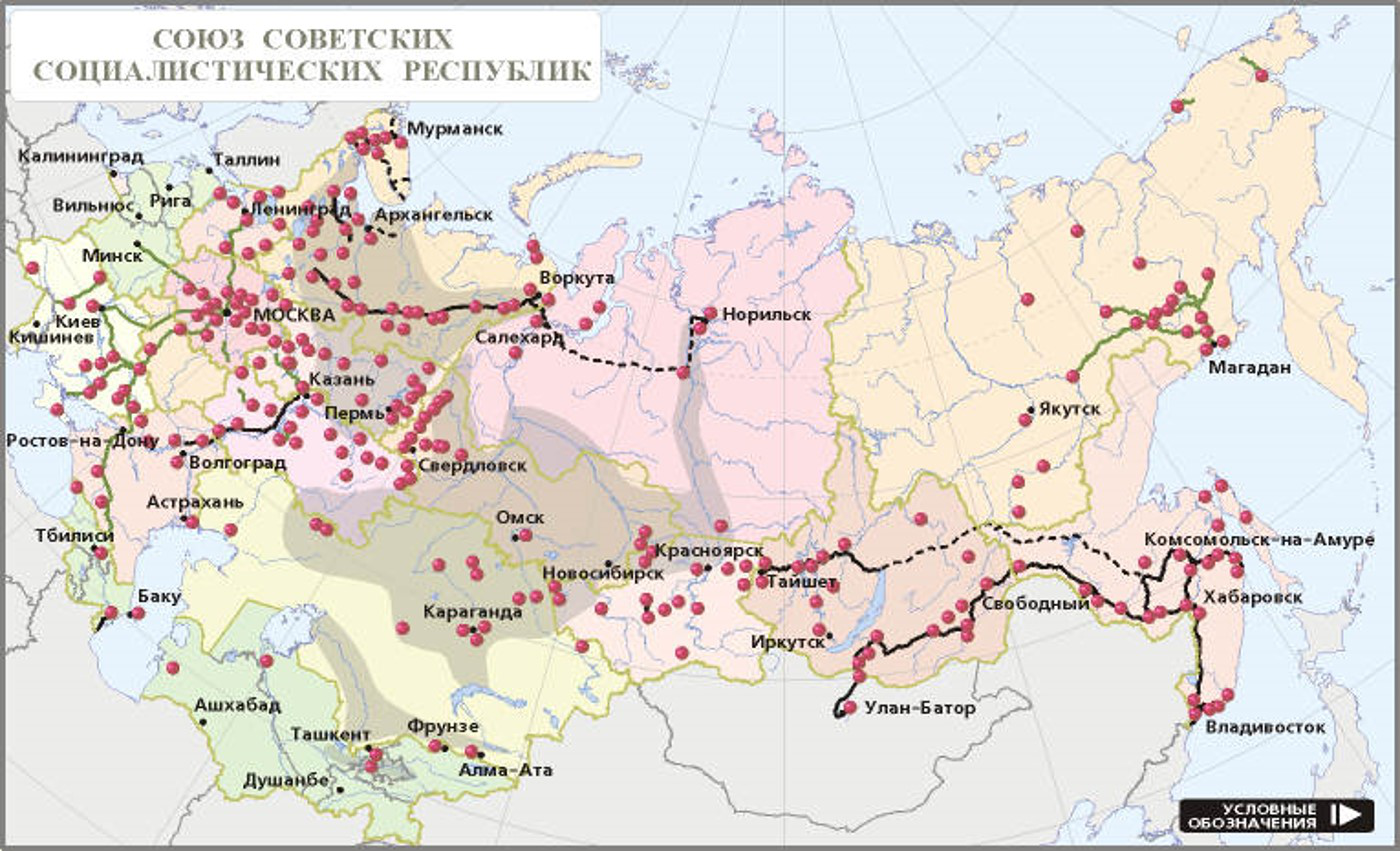 СОЮЗ СОВЕТСКИХ
СОЦИАЛИСТИЧЕСКИХ РЕСПУБЛИК
Мурманск
Калининград
Таллин
Вильнюс
Рига
Ленинград
Архангельск
Минск
Воркута
Киев
МОСКВА
Норильск
Кишинев
Салехард
Магадан
Казань
Пермь
Якутск
Ростов-на-Дону
Волгоград
Свердловск
Астрахань
Омск
Тбилиси
Красноярск
Комсомольск-на-Амуре
Новосибирск
Тайшет
Баку
Караганда
Свободный
Хабаровск
Иркутск
Ашхабад
Улан-Батор
Ташкент
Фрунзе
Владивосток
Алма-Ата
Душанбе
УСЛОВНЫЕ
ОБОЗНАЧЕНИЯ